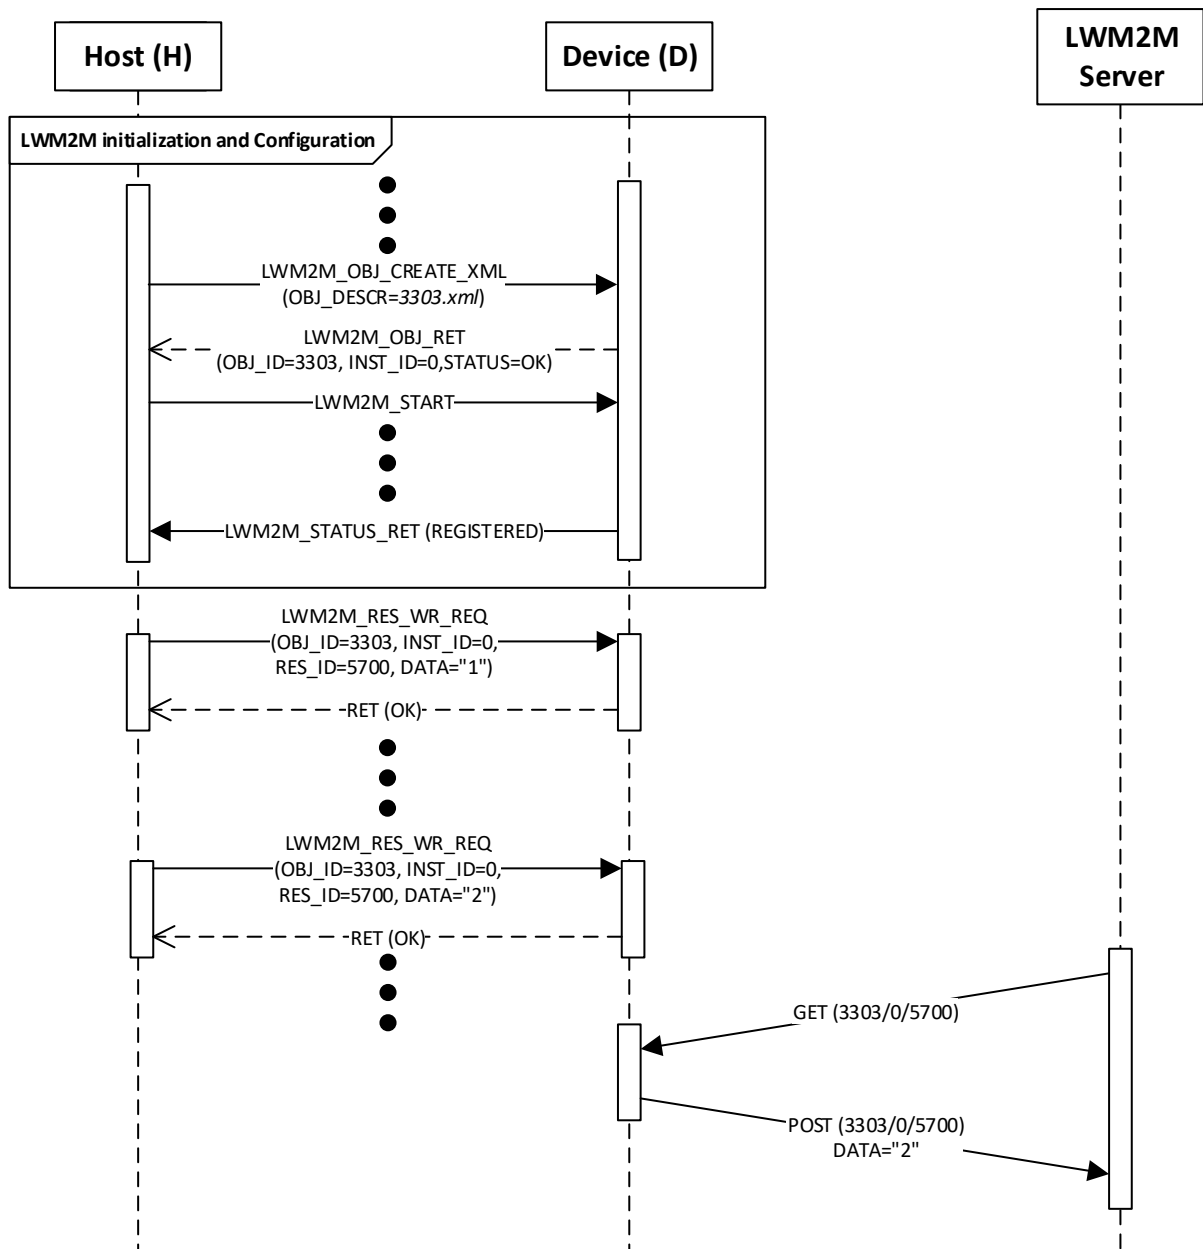 Host (H)
Device (D)
LWM2M
Server
LWM2M initialization and Configuration
LWM2M_OBJ_CREATE_XML
(OBJ_DESCR=3303.xml)
LWM2M_OBJ_RET
(OBJ_ID=3303, INST_ID=0,STATUS=OK)
LWM2M_START
LWM2M_STATUS_RET (REGISTERED)
LWM2M_RES_WR_REQ
(OBJ_ID=3303, INST_ID=0,
RES_ID=5700, DATA="1")
RET (OK)
LWM2M_RES_WR_REQ
(OBJ_ID=3303, INST_ID=0,
RES_ID=5700, DATA="2")
RET (OK)
GET (3303/0/5700)
POST (3303/0/5700)
DATA="2"